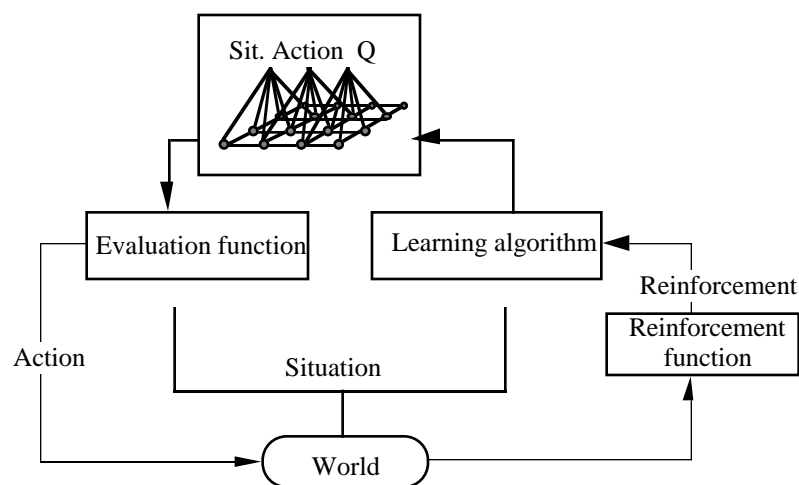 Sit. Action Q
Evaluation function
Learning algorithm
Reinforcement
Reinforcement
function
Action
Situation
World